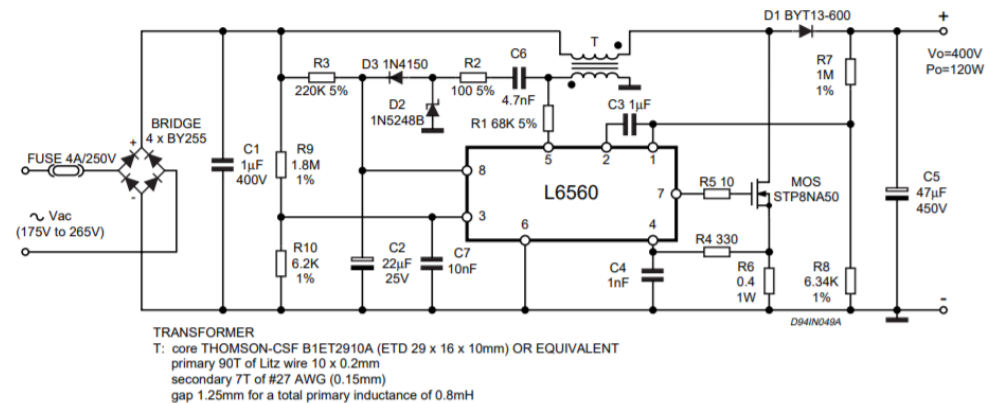 D1 BYT13-600
+
Vo=400V
Po=120W
T
R7
1M
1%
R3
220K 5%
D3 1N4150
R2
100 5%
C6
4.7nF
D2
1N5248B
R1 68K 5%
C3 1µF
BRIDGE
4 x BY255
+
-
FUSE 4A/250V
C1
1µF
400V
R9
1.8M
1%
5
2
1
8
L6560
7
3
6
4
R5 10
MOS
STP8NA50
C5
47µF
450V
Vac
(175V to 265V)
R10
6.2K
1%
C2
22µF
25V
C7
10nF
C4
1nF
R4 330
R6
0.4
1W
R8
6.34K
1%
-
D94IN049A
TRANSFORMER
T: core THOMSON-CSF B1ET2910A (ETD 29 x 16 x 10mm) OR EQUIVALENT
primary 90T of Litz wire 10 x 0.2mm
secondary 7T of #27 AWG (0.15mm)
gap 1.25mm for a total primary inductance of 0.8mH